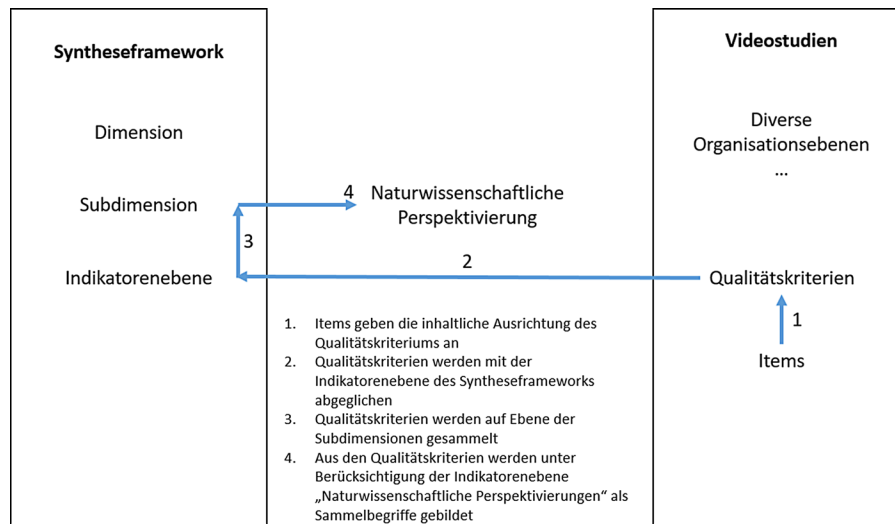 Syntheseframework
Dimension
Subdimension
Indikatorenebene
3
4
Naturwissenschaftliche
Perspektivierung
2
1. Items geben die inhaltliche Ausrichtung des
Qualitätskriteriums an
2. Qualitätskriterien werden mit der
Indikatorenebene des Syntheseframeworks
abgeglichen
3. Qualitätskriterien werden auf Ebene der
Subdimensionen gesammelt
4. Aus den Qualitätskriterien werden unter
Berücksichtigung der Indikatorenebene
„Naturwissenschaftliche Perspektivierungen“ als
Sammelbegriffe gebildet
Videostudien
Diverse
Organisationsebenen
...
Qualitätskriterien
1
Items